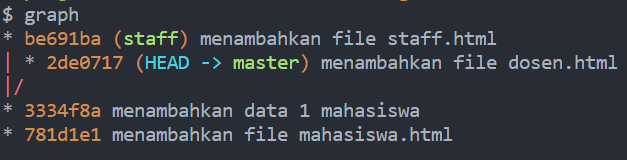 $ graph
* be691ba (staff) menambahkan file staff.html
| * 2de0717 (HEAD -> master) menambahkan file dosen.html
|/
* 3334f8a menambahkan data 1 mahasiswa
* 781d1e1 menambahkan file mahasiswa.html